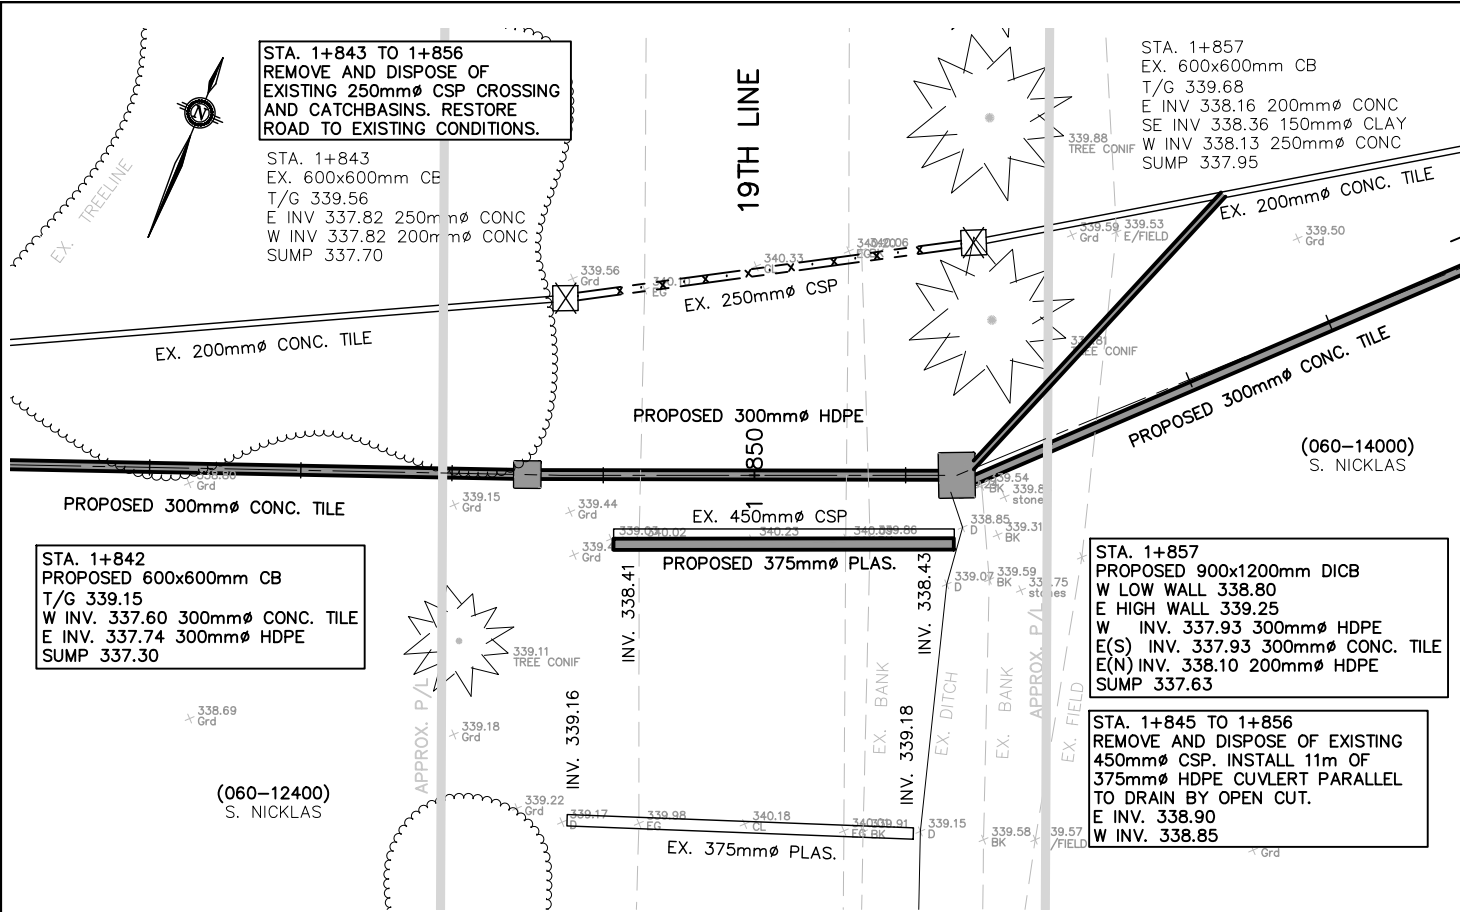 STA. 1+843 TO 1+856
REMOVE AND DISPOSE OF
EXISTING 250mmø CSP CROSSING
AND CATCHBASINS. RESTORE
ROAD TO EXISTING CONDITIONS.
STA. 1+843
EX. 600x600mm CB
T/G 339.56
E INV 337.82 250mmø CONC
W INV 337.82 200mmø CONC
SUMP 337.70
N
EX. TREELINE
19TH LINE
STA. 1+857
EX. 600x600mm CB
T/G 339.68
E INV 338.16 200mmø CONC
SE INV 338.36 150mmø CLAY
W INV 338.13 250mmø CONC
SUMP 337.95
339.88
TREE CONIF
EX. 200mmø CONC. TILE
339.59
Grd
339.53
E/FIELD
339.50
Grd
340.06
340.33
CL
339.56
Grd
EG
EX. 250mmø CSP
EX. 200mmø CONC. TILE
TREE CONIF
PROPOSED 300mmø CONC. TILE
PROPOSED 300mmø HDPE
1+850
(060-14000)
S. NICKLAS
Grd
PROPOSED 300mmø CONC. TILE
339.15
Grd
339.44
Grd
EX. 450mmø CSP
339.54
BK
stone
338.85
D
339.31
BK
340.02
340.23
339.86
Grd
PROPOSED 375mmø PLAS.
INV. 338.41
INV. 338.43
339.07
D
339.59
BK
stones
STA. 1+842
PROPOSED 600x600mm CB
T/G 339.15
W INV. 337.60 300mmø CONC. TILE
E INV. 337.74 300mmø HDPE
SUMP 337.30
STA. 1+857
PROPOSED 900x1200mm DICB
W LOW WALL 338.80
E HIGH WALL 339.25
W INV. 337.93 300mmø HDPE
E(S) INV. 337.93 300mmø CONC. TILE
E(N) INV. 338.10 200mmø HDPE
SUMP 337.63
339.11
TREE CONIF
338.69
Grd
339.18
Grd
APPROX. P/L
INV. 339.16
INV. 339.18
EX. BANK
EX. DITCH
EX. BANK
APPROX. P/L
EX. FIELD
STA. 1+845 TO 1+856
REMOVE AND DISPOSE OF EXISTING
450mmø CSP. INSTALL 11m OF
375mmø HDPE CUVLERT PARALLEL
TO DRAIN BY OPEN CUT.
E INV. 338.90
W INV. 338.85
(060-12400)
S. NICKLAS
339.22
Grd
339.17
D
339.98
EG
340.18
CL
EG
339.91
BK
339.15
D
339.58
BK
39.57
/FIELD
Grd
EX. 375mmø PLAS.